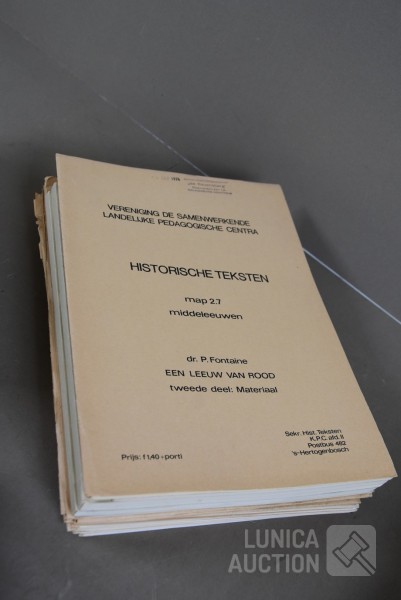 VERENIGING DE SAMENWERKENDE
LANDELIJKE PEDAGOGISCHE CENTRA
HISTORISCHE TEKSTEN
map 2.7
middeleeuwen
dr. P. Fontaine
EEN LEEUW VAN ROOD
tweede deel: Materiaal
Sekr. Hist. Teksten
K.P.C. afd. II
Postbus 482
's-Hertogenbosch
Prijs: f 1,40 + porti
LUNICA
AUCTION